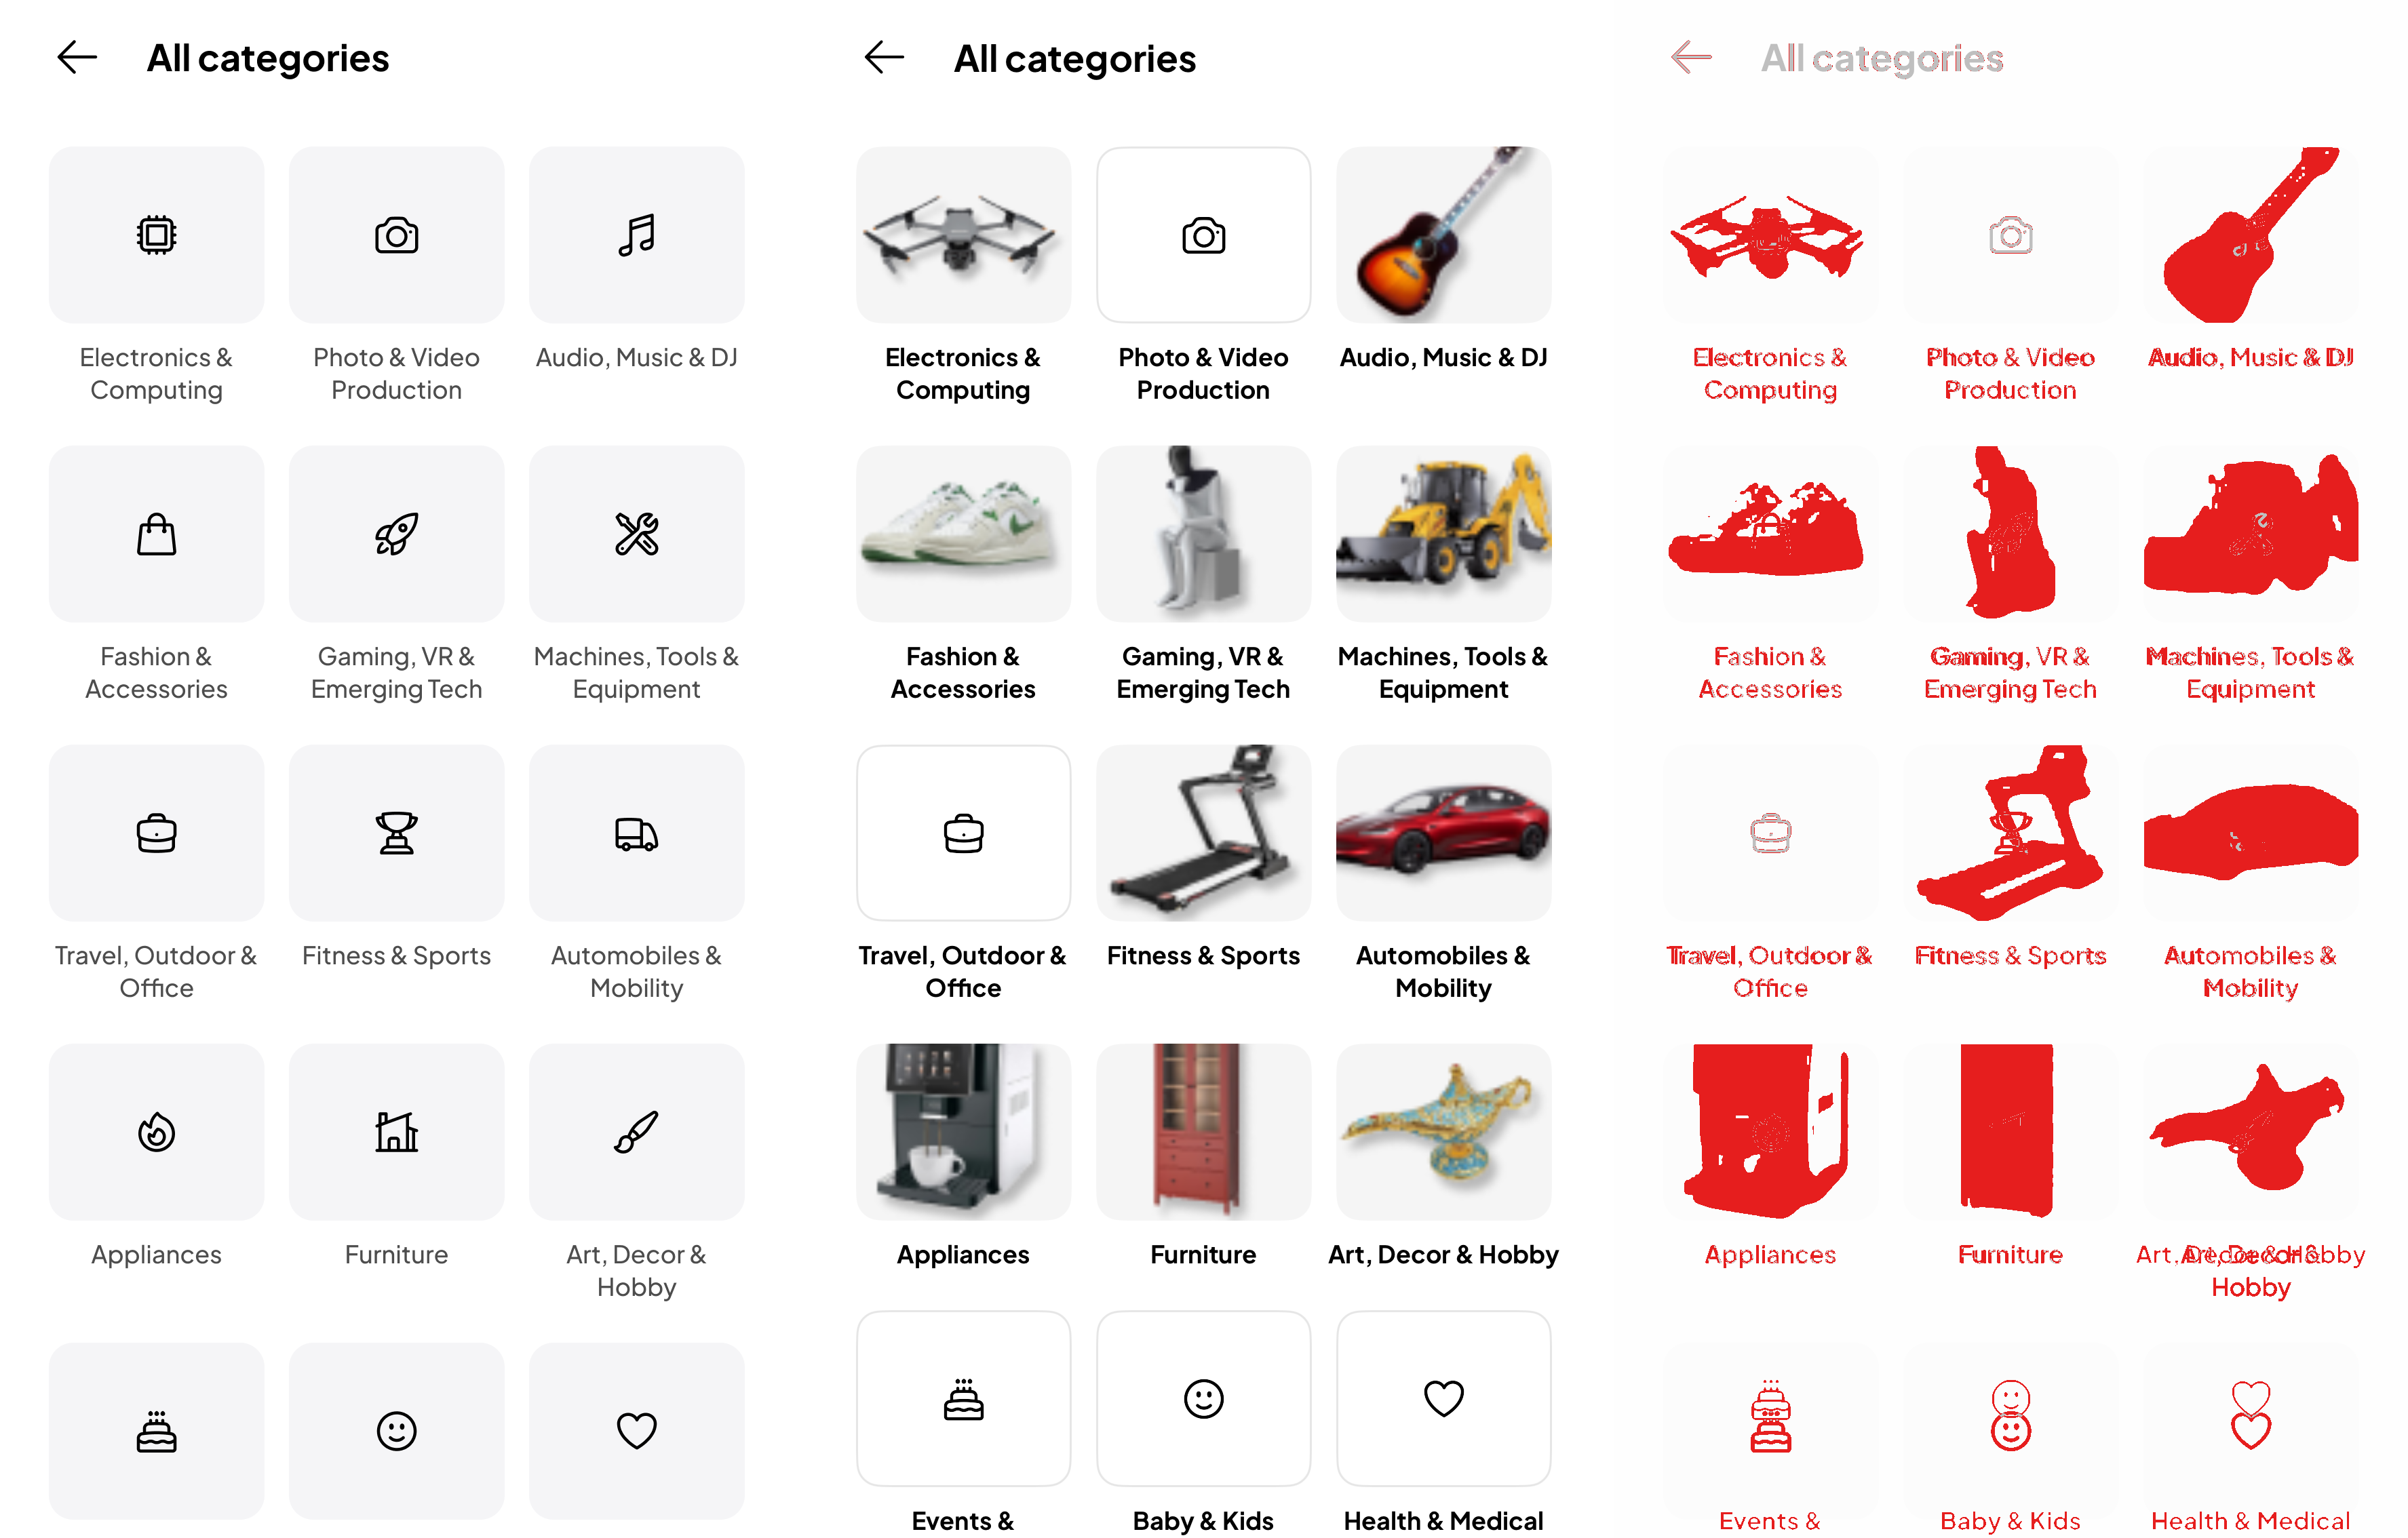 All categories
Electronics &
Computing
Photo & Video
Production
Audio, Music & DJ
Fashion &
Accessories
Gaming, VR &
Emerging Tech
Machines, Tools &
Equipment
Travel, Outdoor &
Office
Fitness & Sports
Automobiles &
Mobility
Appliances
Furniture
Art, Decor &
Hobby
All categories
Electronics &
Computing
Photo & Video
Production
Audio, Music & DJ
Fashion &
Accessories
Gaming, VR &
Emerging Tech
Machines, Tools &
Equipment
Travel, Outdoor &
Office
Fitness & Sports
Automobiles &
Mobility
Appliances
Furniture
Art, Decor & Hobby
Events &
Baby & Kids
Health & Medical
All categories
Electronics &
Computing
Photo & Video
Production
Audio, Music & DJ
Fashion &
Accessories
Gaming, VR &
Emerging Tech
Machines, Tools &
Equipment
Travel, Outdoor &
Office
Fitness & Sports
Automobiles &
Mobility
Appliances
Furniture
Hobby
Events &
Baby & Kids
Health & Medical